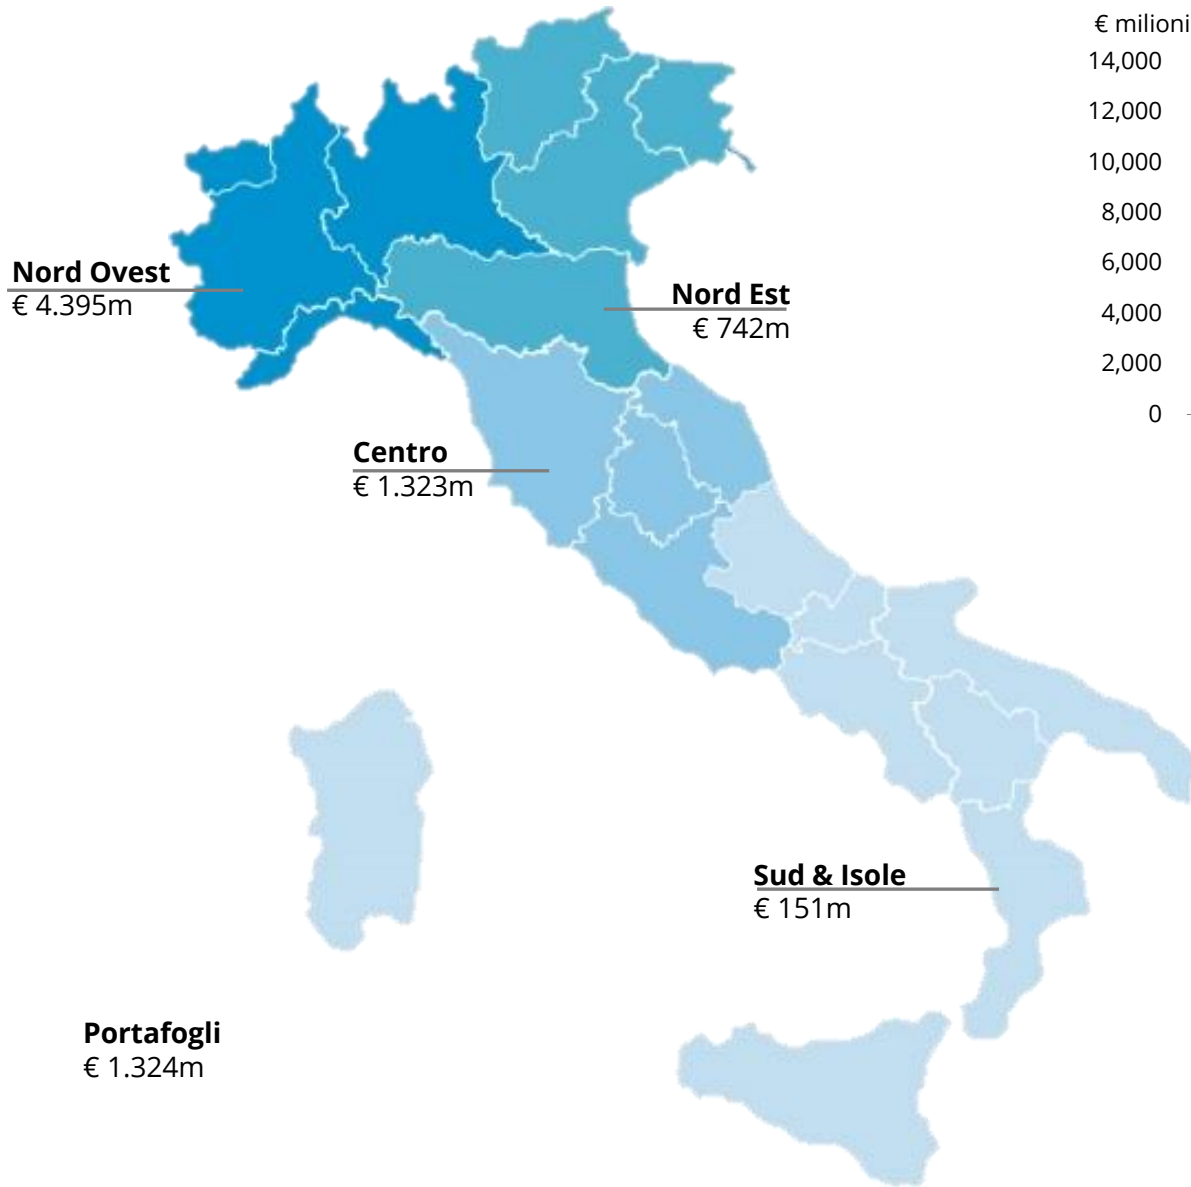 € milioni
14,000
12,000
10,000
8,000
6,000
4,000
2,000
0
Nord Ovest
€ 4.395m
Nord Est
€ 742m
Centro
€ 1.323m
Sud & Isole
€ 151m
Portafogli
€ 1.324m